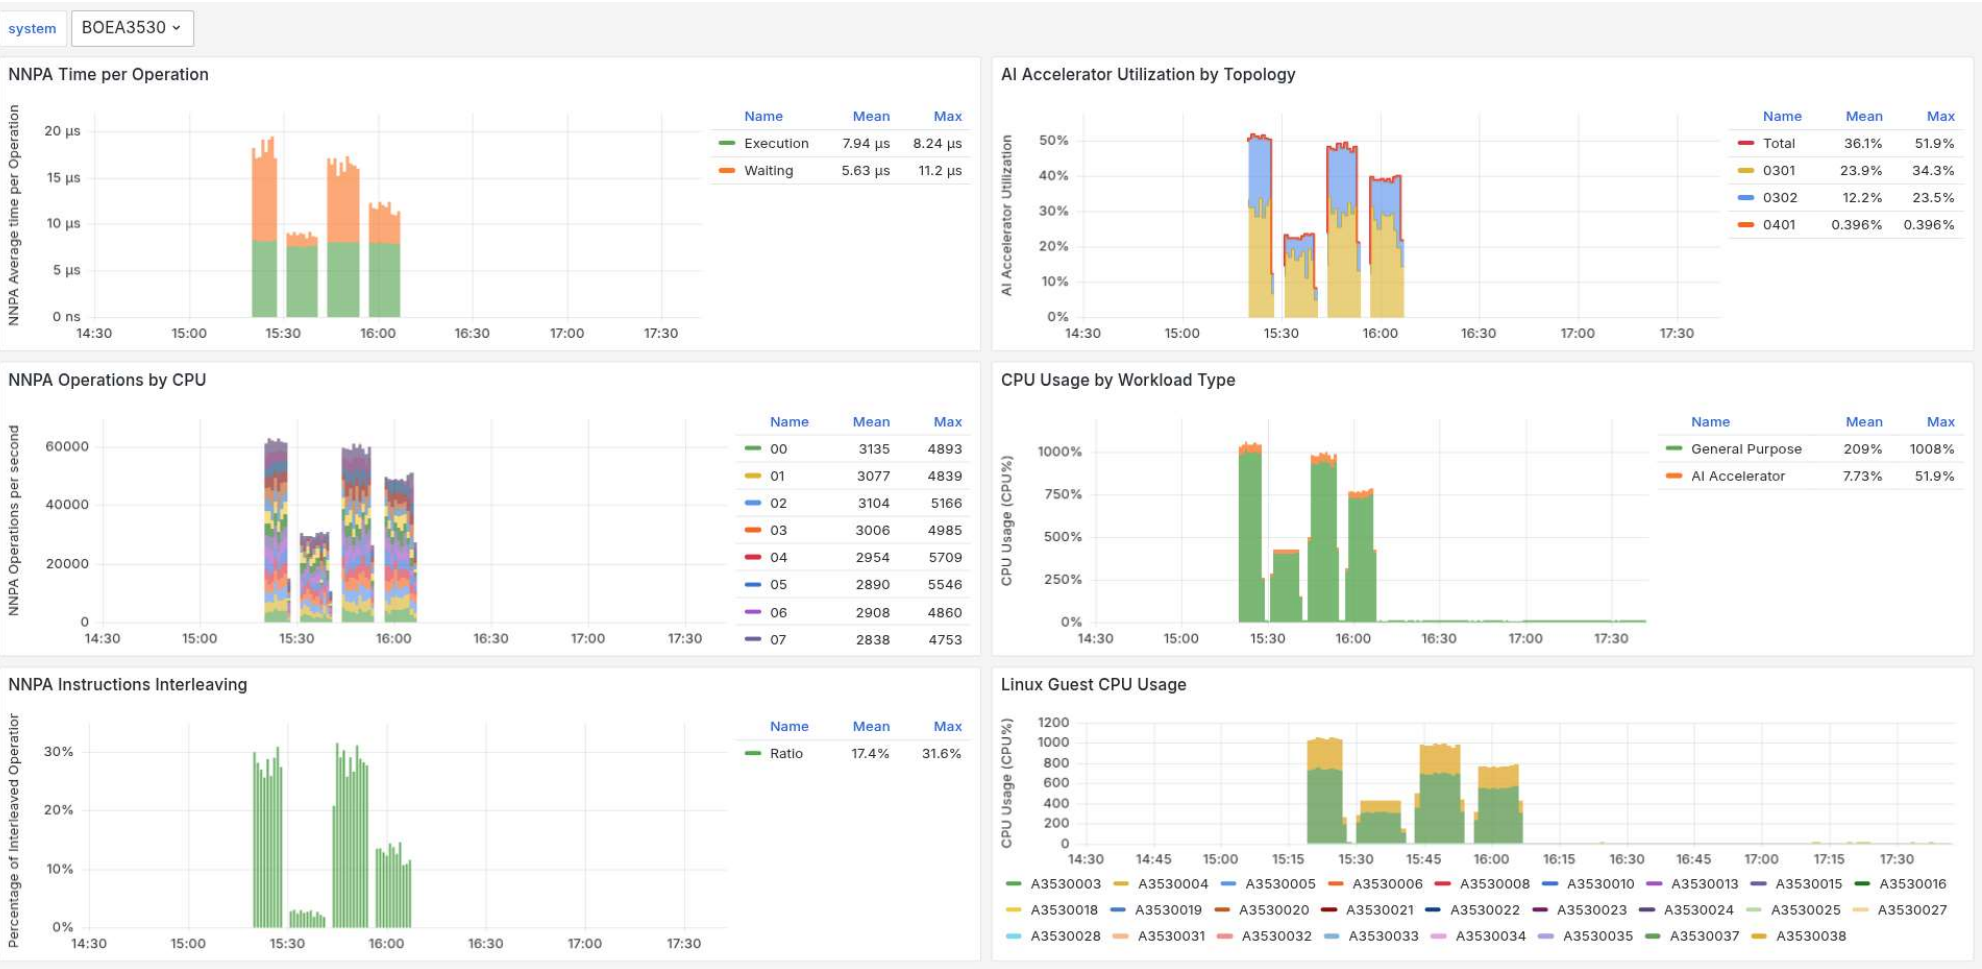 system BOEA3530
NNPA Time per Operation
NNPA Average time per Operation
20 µs
15 µs
10 µs
5 µs
0 ns
14:30 15:00 15:30 16:00 16:30 17:00 17:30
Name Mean Max
Execution 7.94 µs 8.24 µs
Waiting 5.63 µs 11.2 µs
AI Accelerator Utilization by Topology
AI Accelerator Utilization
50%
40%
30%
20%
10%
0%
14:30 15:00 15:30 16:00 16:30 17:00 17:30
Name Mean Max
Total 36.1% 51.9%
0301 23.9% 34.3%
0302 12.2% 23.5%
0401 0.396% 0.396%
NNPA Operations by CPU
NNPA Operations per second
60000
40000
20000
0
14:30 15:00 15:30 16:00 16:30 17:00 17:30
Name Mean Max
00 3135 4893
01 3077 4839
02 3104 5166
03 3006 4985
04 2954 5709
05 2890 5546
06 2908 4860
07 2838 4753
CPU Usage by Workload Type
CPU Usage (CPU%)
1000%
750%
500%
250%
0%
14:30 15:00 15:30 16:00 16:30 17:00 17:30
Name Mean Max
General Purpose 209% 1008%
AI Accelerator 7.73% 51.9%
NNPA Instructions Interleaving
Percentage of Interleaved Operatior
30%
20%
10%
0%
14:30 15:00 15:30 16:00 16:30 17:00 17:30
Name Mean Max
Ratio 17.4% 31.6%
Linux Guest CPU Usage
CPU Usage (CPU%)
1200
1000
800
600
400
200
0
14:30 14:45 15:00 15:15 15:30 15:45 16:00 16:15 16:30 16:45 17:00 17:15 17:30
A3530003 A3530004 A3530005 A3530006 A3530008 A3530010 A3530013 A3530015 A3530016
A3530018 A3530019 A3530020 A3530021 A3530022 A3530023 A3530024 A3530025 A3530027
A3530028 A3530031 A3530032 A3530033 A3530034 A3530035 A3530037 A3530038